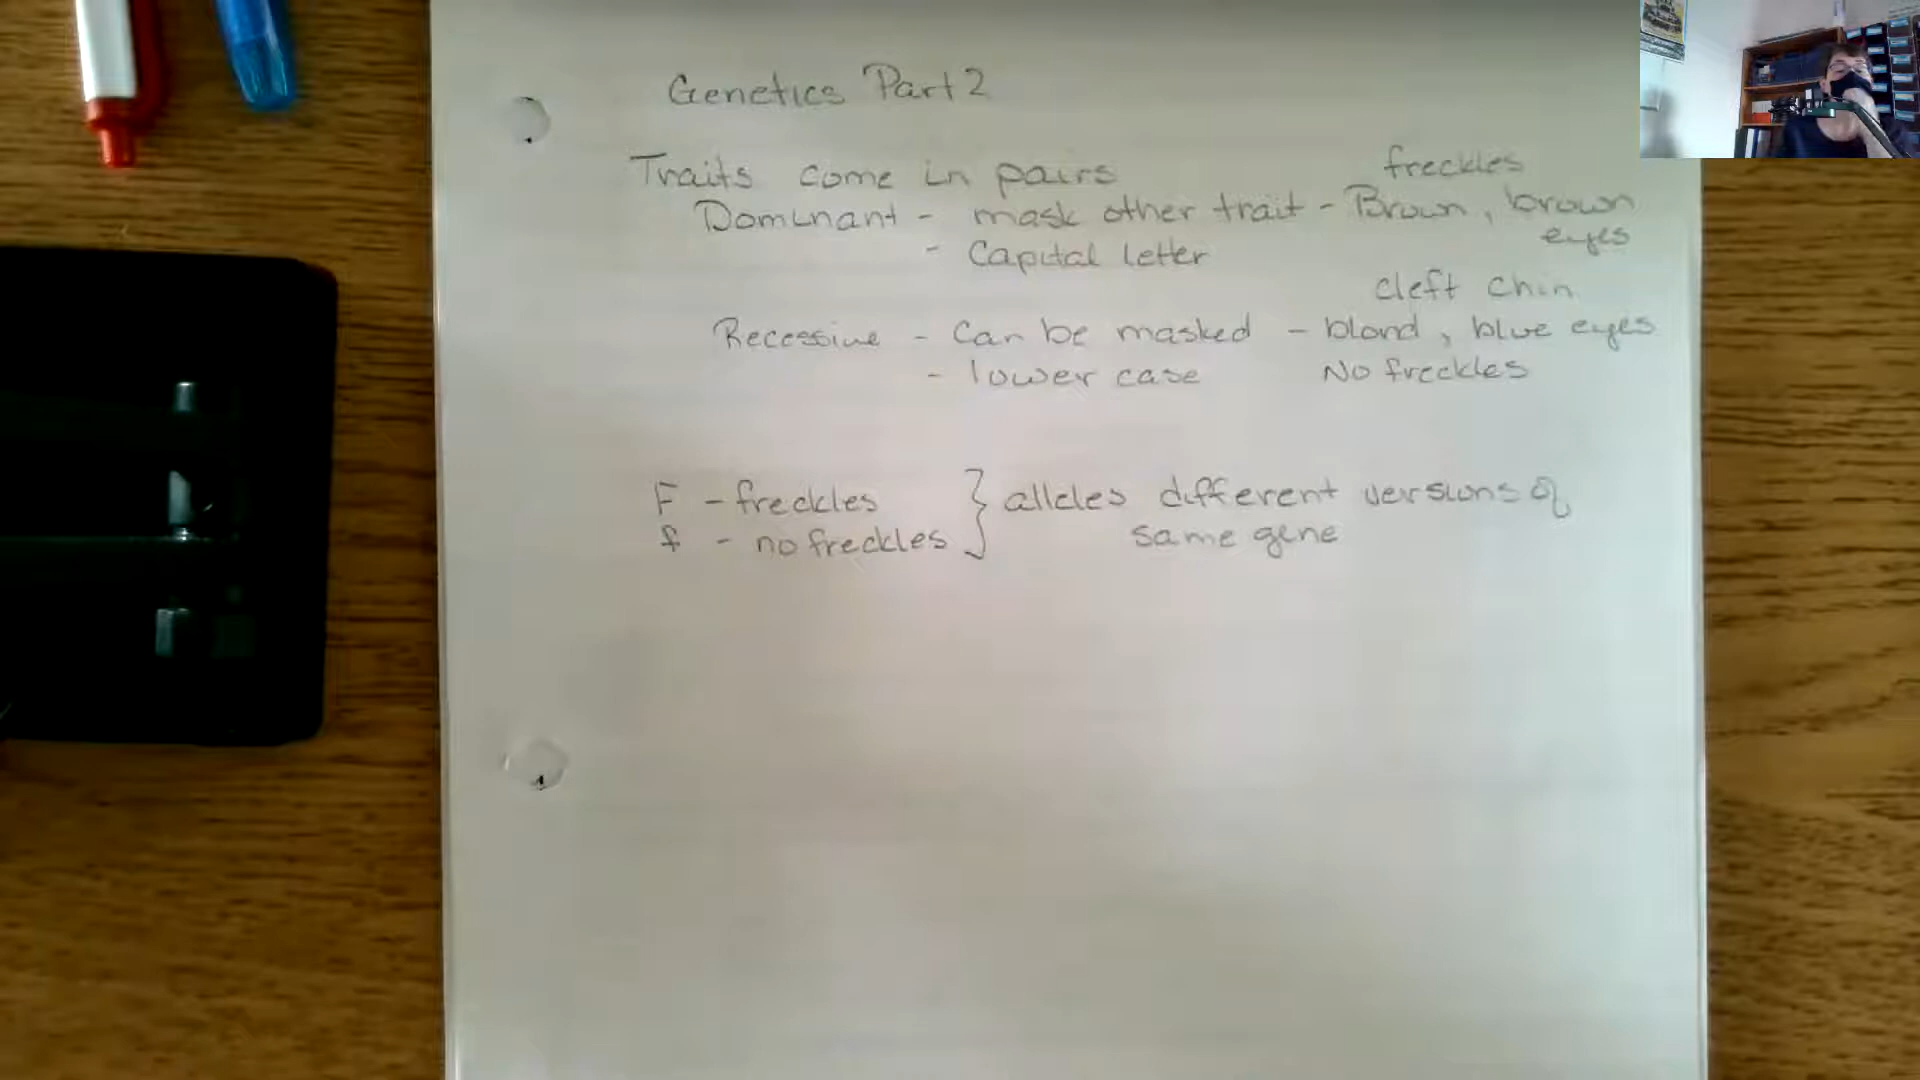 Genetics Part 2
Traits come in pairs
freckles
Dominant - mask other trait - Brown, brown
eyes
- Capital letter
cleft chin
Recessive - Can be masked - blond, blue eyes
- lower case No freckles
F - freckles } alleles different versions of
f - no freckles same gene